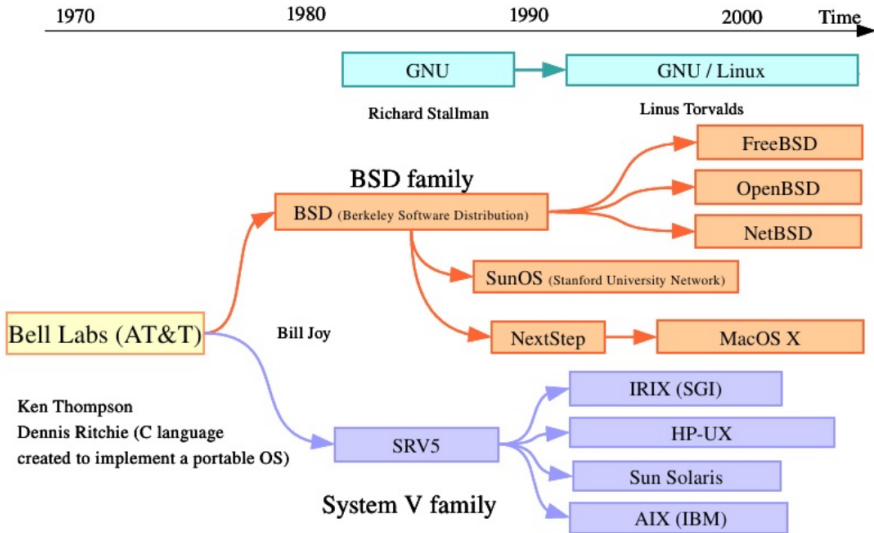 1970 1980 1990 2000 Time
GNU GNU / Linux
Richard Stallman Linus Torvalds
FreeBSD
BSD family
OpenBSD
BSD (Berkeley Software Distribution)
NetBSD
SunOS (Stanford University Network)
Bell Labs (AT&T) Bill Joy NextStep MacOS X
IRIX (SGI)
Ken Thompson
Dennis Ritchie (C language
created to implement a portable OS)
SRV5
HP-UX
Sun Solaris
System V family
AIX (IBM)